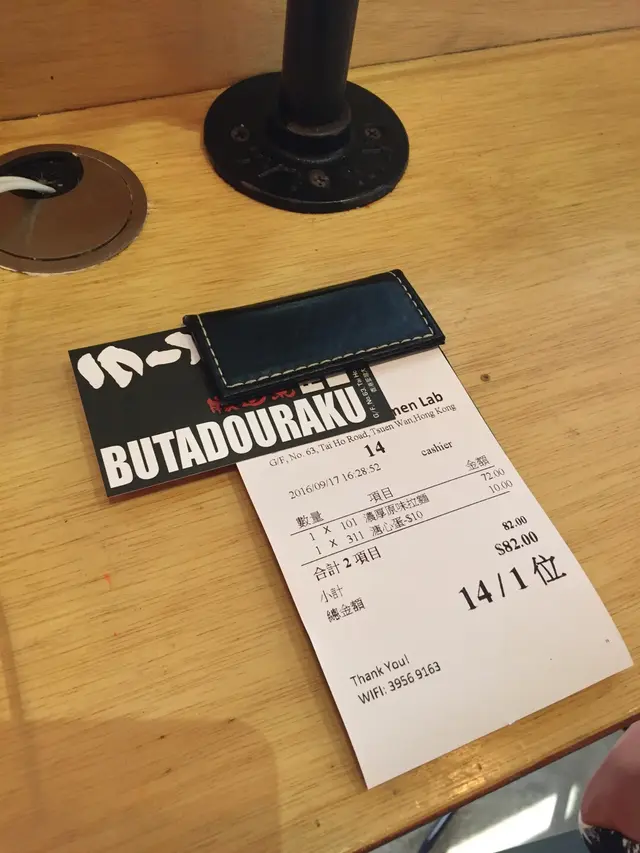 BUTADOURAKU
men Lab
G/F, No. 63, Tai Ho Road, Tsuen Wan,Hong Kong
14 cashier
2016/09/17 16:28:52
數量 項目 金額
1 X 101 濃厚原味拉麵 72.00
1 X 311 溏心蛋-$10 10.00
合計 2 項目
小計 82.00
總金額 $82.00
14 / 1 位
Thank You!
WIFI: 3956 9163